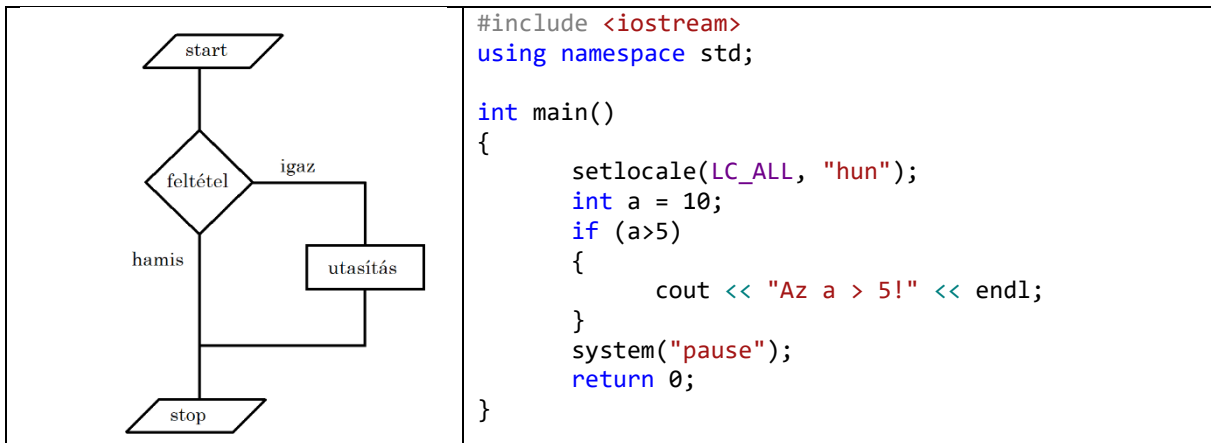 start
feltétel
igaz
hamis
utasítás
stop
#include <iostream>
using namespace std;

int main()
{
setlocale(LC_ALL, "hun");
int a = 10;
if (a>5)
{
cout << "Az a > 5!" << endl;
}
system("pause");
return 0;
}